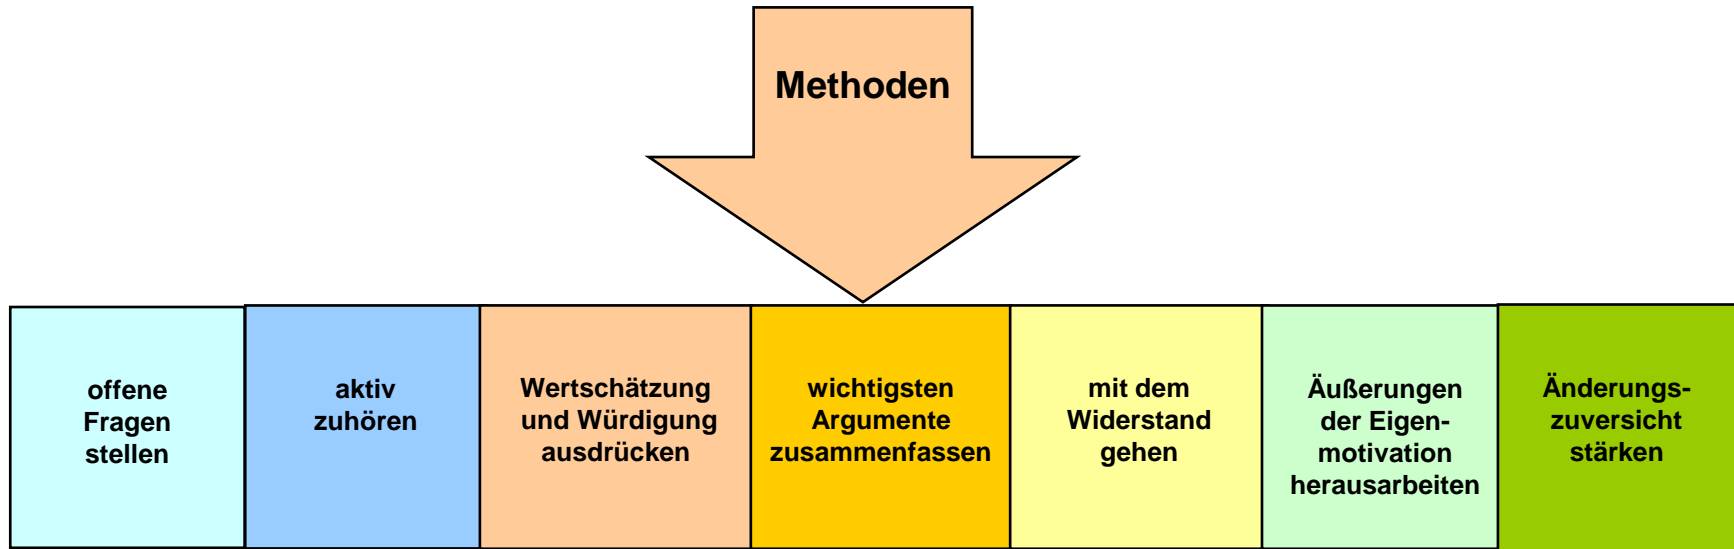 Methoden
offene
Fragen
stellen
aktiv
zuhören
Wertschätzung
und Würdigung
ausdrücken
wichtigsten
Argumente
zusammenfassen
mit dem
Widerstand
gehen
Äußerungen
der Eigen-
motivation
herausarbeiten
Änderungs-
zuversicht
stärken